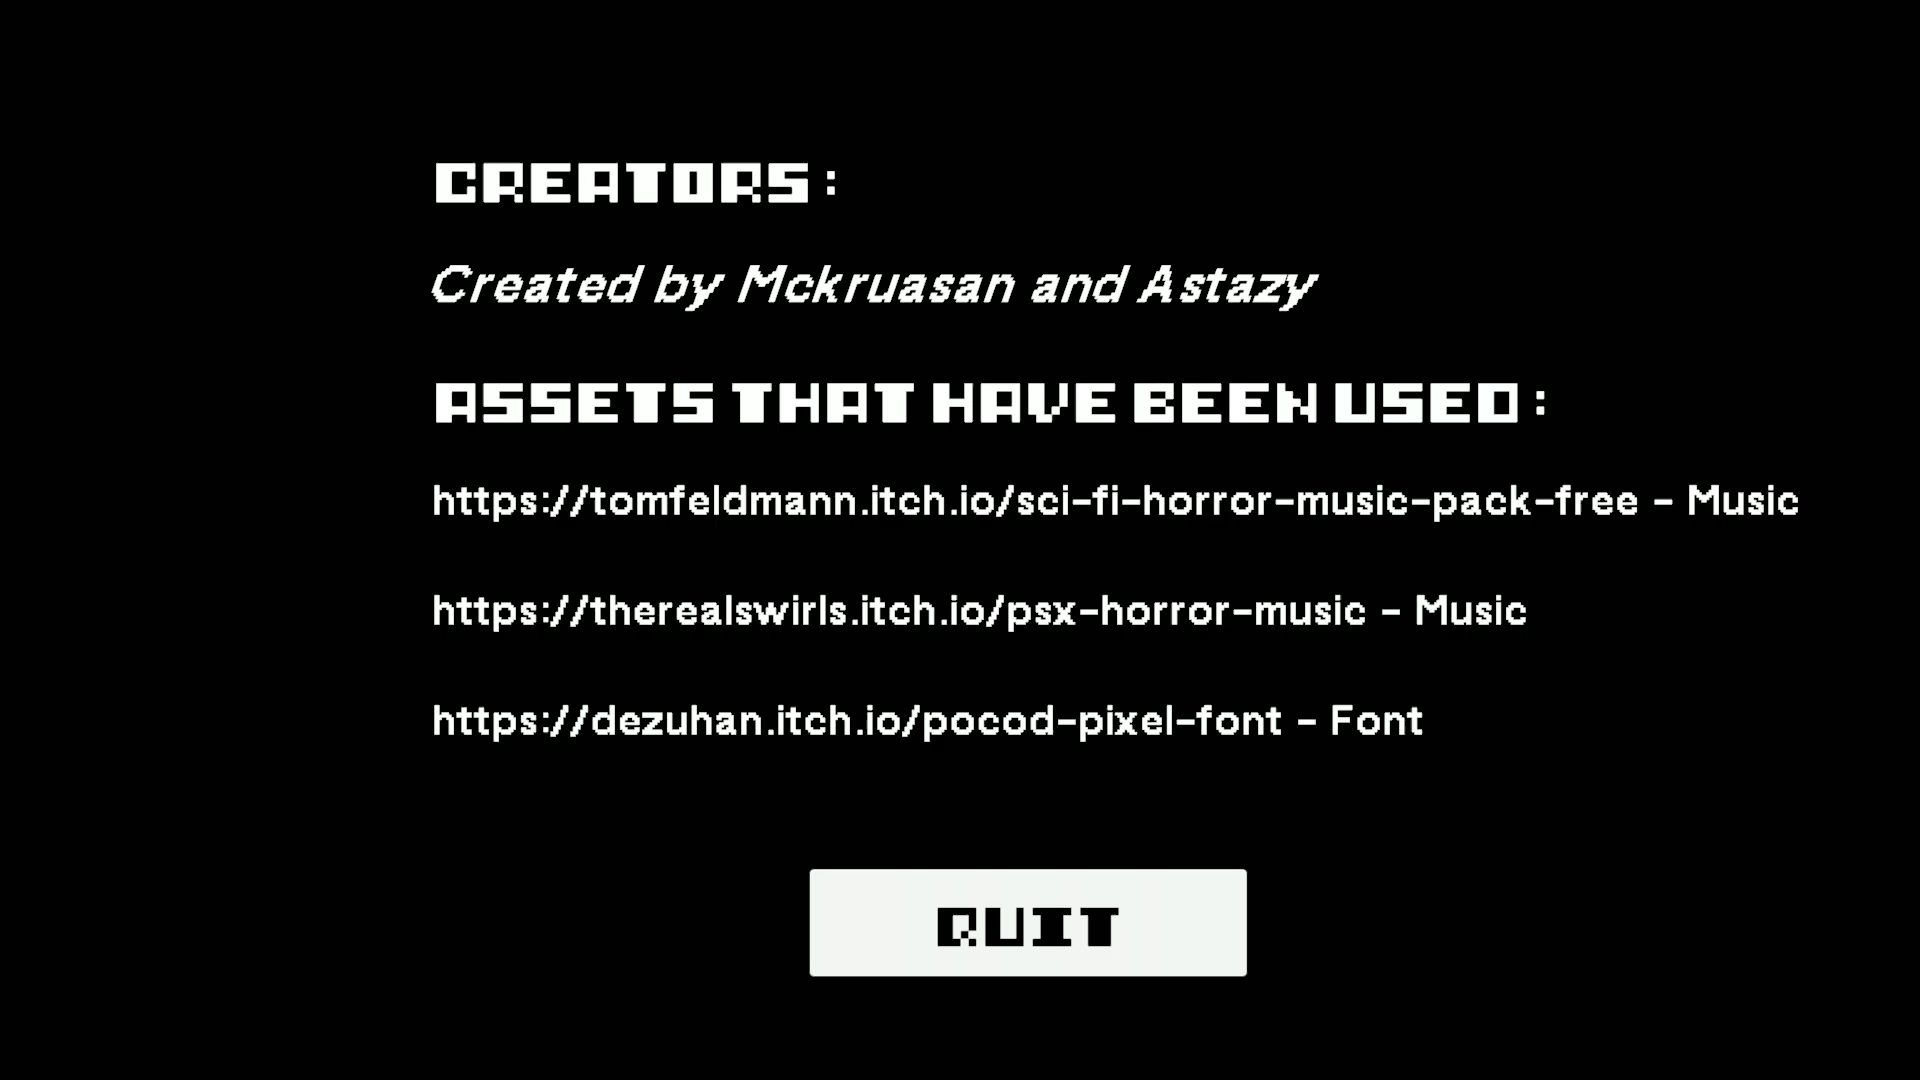 CREATORS:
Created by Mckruasan and Astazy
ASSETS THAT HAVE BEEN USED:
https://tomfeldmann.itch.io/sci-fi-horror-music-pack-free - Music
https://therealswirls.itch.io/psx-horror-music - Music
https://dezuhan.itch.io/pocod-pixel-font - Font
QUIT